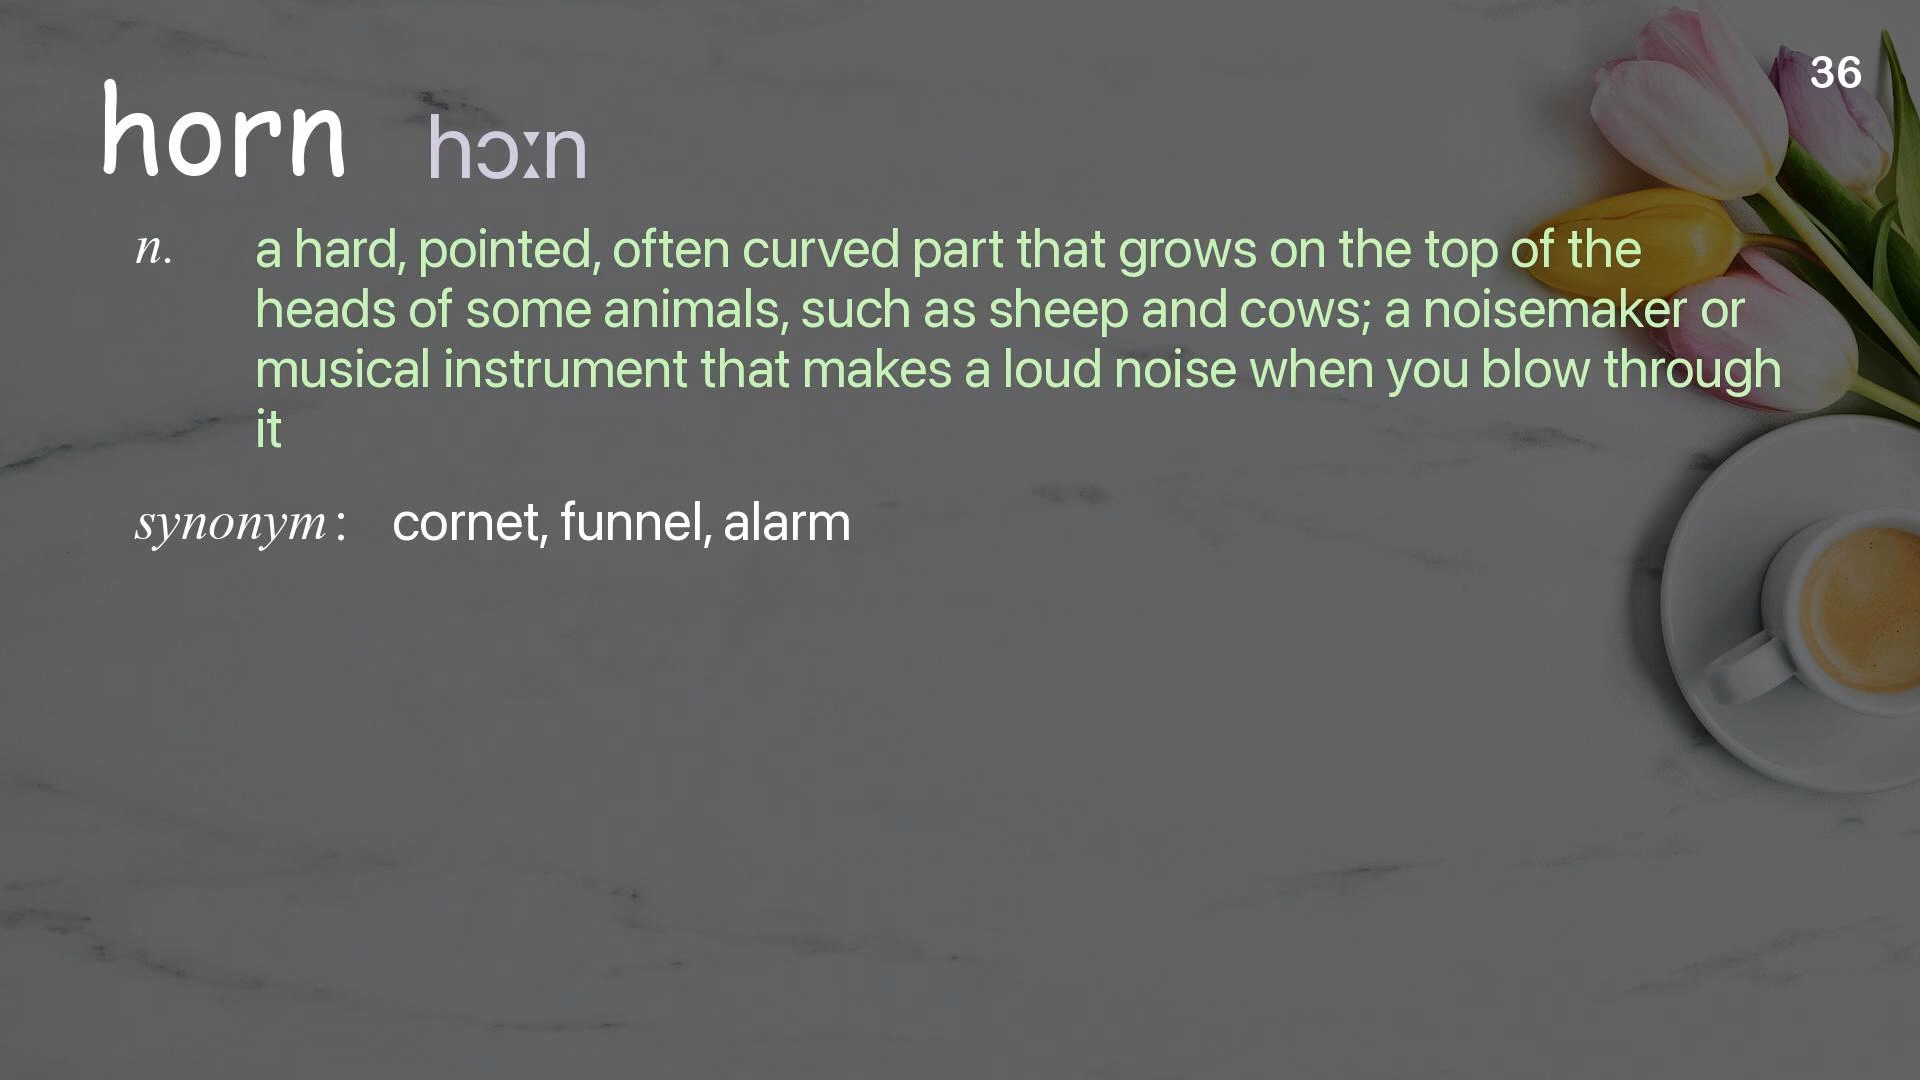 36
horn hɔːn
n. a hard, pointed, often curved part that grows on the top of the
heads of some animals, such as sheep and cows; a noisemaker or
musical instrument that makes a loud noise when you blow through
it
synonym : cornet, funnel, alarm